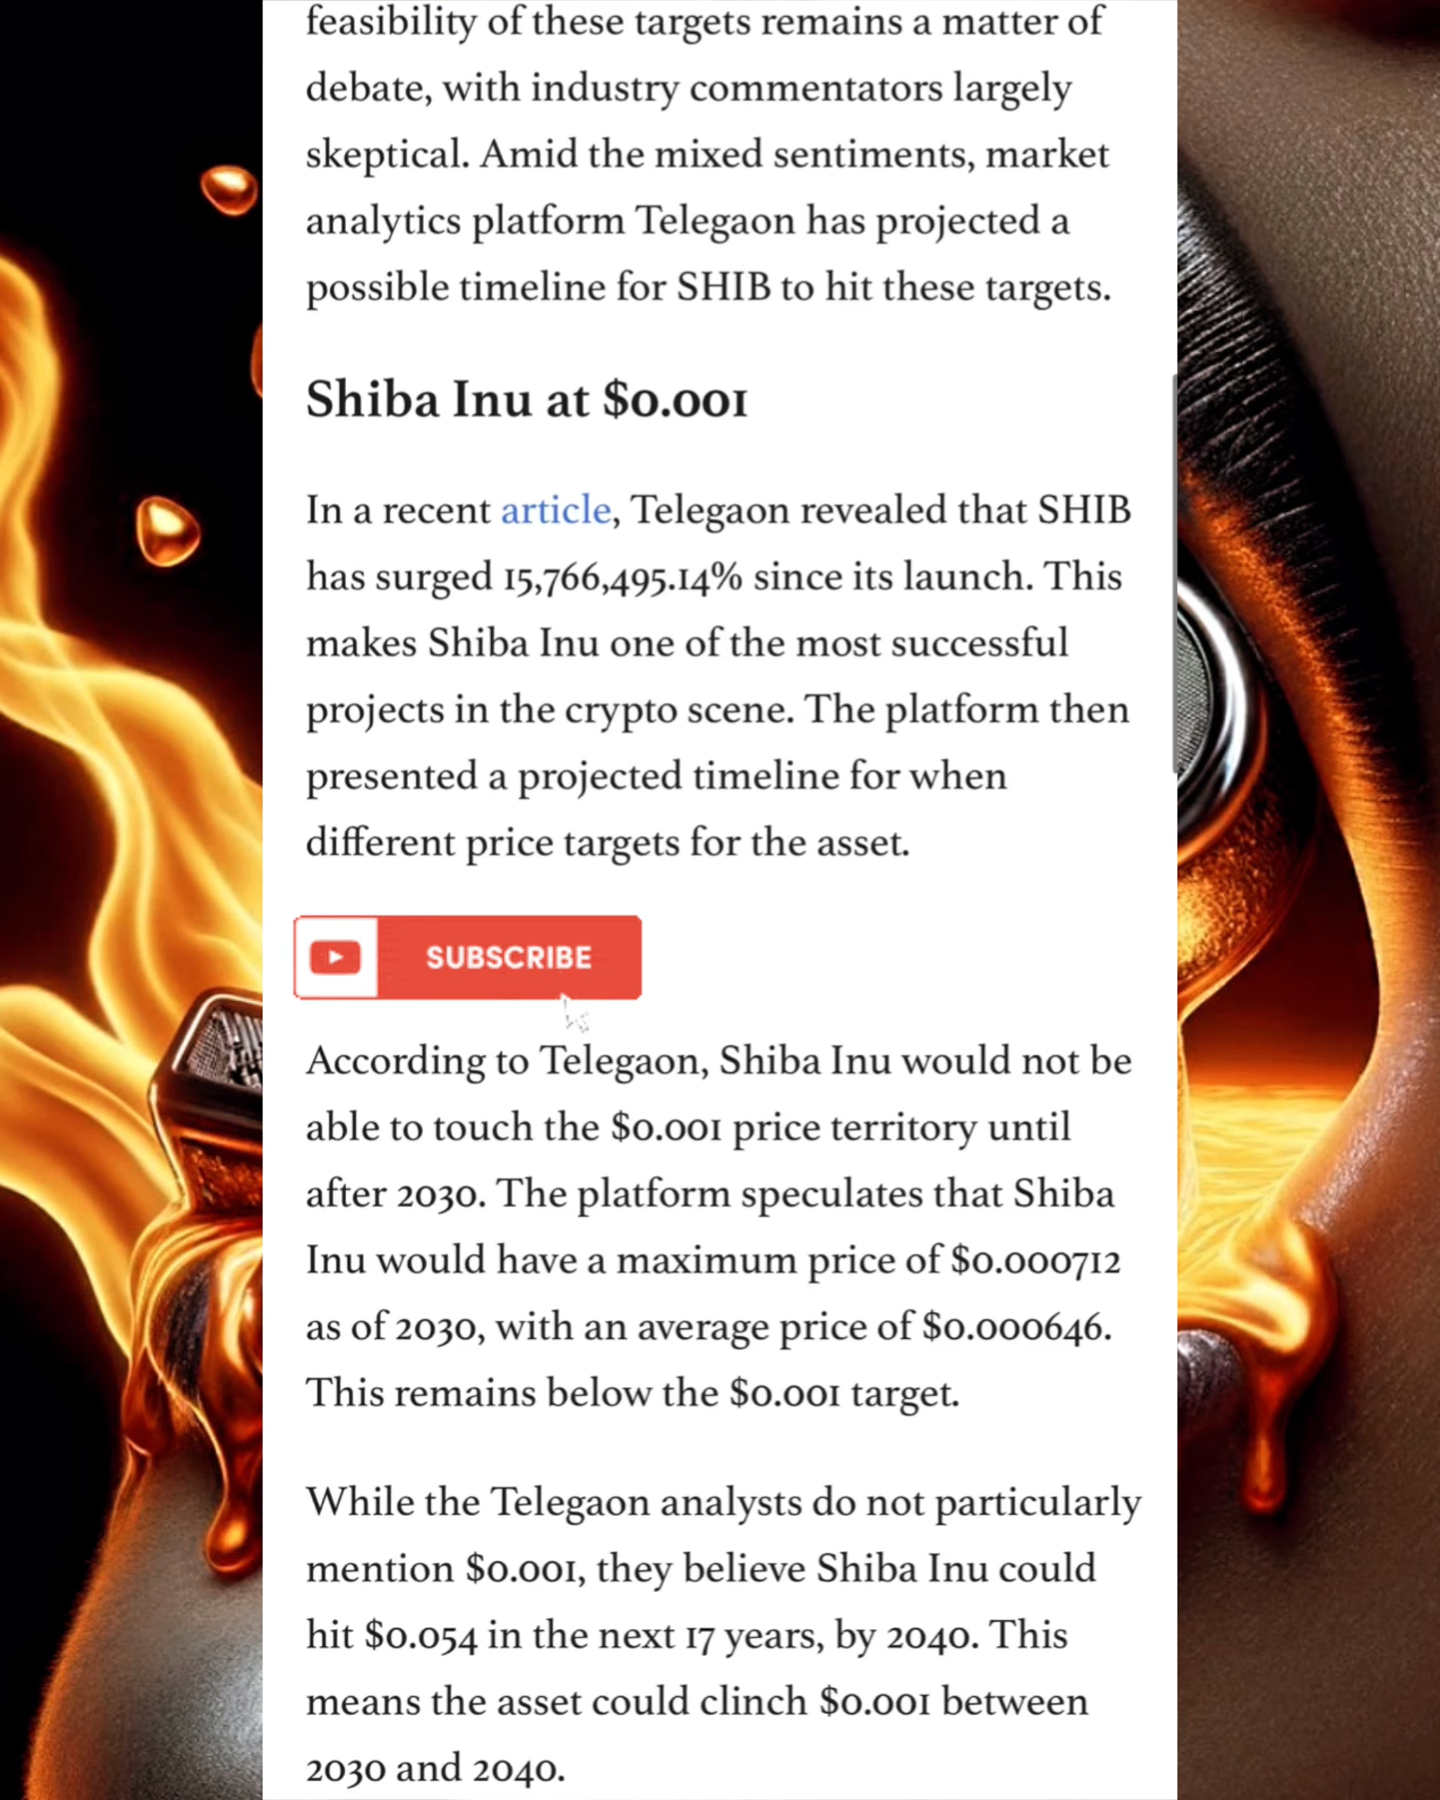 feasibility of these targets remains a matter of
debate, with industry commentators largely
skeptical. Amid the mixed sentiments, market
analytics platform Telegaon has projected a
possible timeline for SHIB to hit these targets.
Shiba Inu at $0.001
In a recent article, Telegaon revealed that SHIB
has surged 15,766,495.14% since its launch. This
makes Shiba Inu one of the most successful
projects in the crypto scene. The platform then
presented a projected timeline for when
different price targets for the asset.
SUBSCRIBE
According to Telegaon, Shiba Inu would not be
able to touch the $0.001 price territory until
after 2030. The platform speculates that Shiba
Inu would have a maximum price of $0.000712
as of 2030, with an average price of $0.000646.
This remains below the $0.001 target.
While the Telegaon analysts do not particularly
mention $0.001, they believe Shiba Inu could
hit $0.054 in the next 17 years, by 2040. This
means the asset could clinch $0.001 between
2030 and 2040.